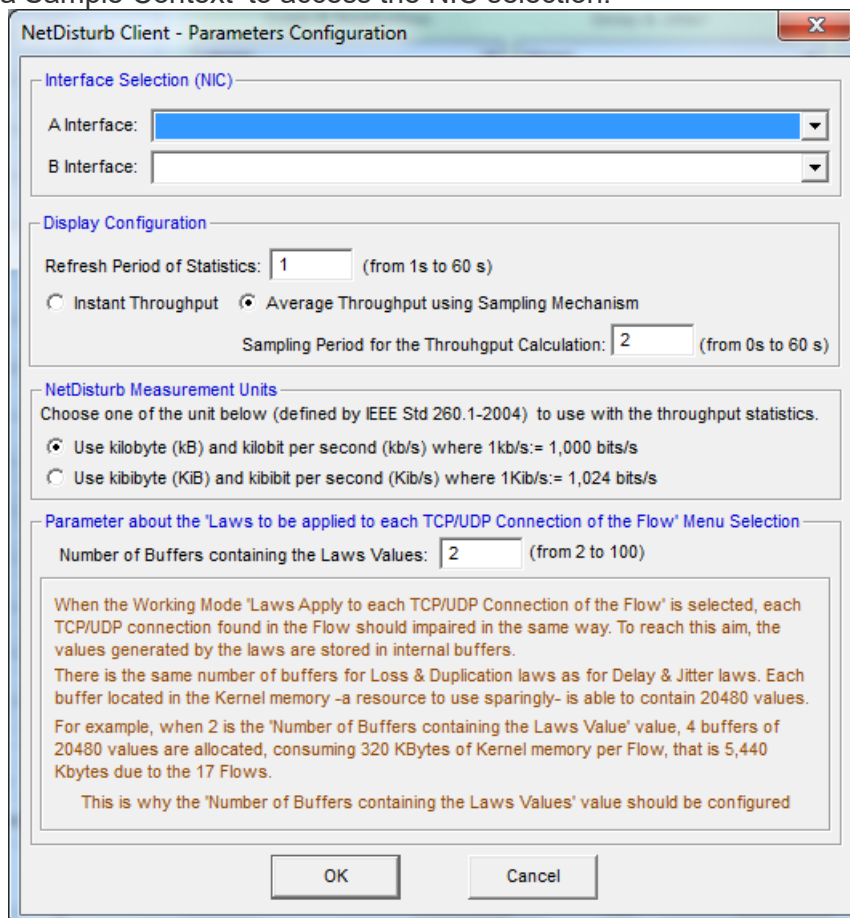 a Sample Context' to access the NIC selection.
NetDisturb Client - Parameters Configuration
Interface Selection (NIC)
A Interface:
B Interface:
Display Configuration
Refresh Period of Statistics: 1 (from 1s to 60 s)
Instant Throughput Average Throughput using Sampling Mechanism
Sampling Period for the Throuhgput Calculation: 2 (from 0s to 60 s)
NetDisturb Measurement Units
Choose one of the unit below (defined by IEEE Std 260.1-2004) to use with the throughput statistics.
Use kilobyte (kB) and kilobit per second (kb/s) where 1kb/s:= 1,000 bits/s
Use kibibyte (KiB) and kibibit per second (Kib/s) where 1Kib/s:= 1,024 bits/s
Parameter about the 'Laws to be applied to each TCP/UDP Connection of the Flow' Menu Selection
Number of Buffers containing the Laws Values: 2 (from 2 to 100)
When the Working Mode 'Laws Apply to each TCP/UDP Connection of the Flow' is selected, each
TCP/UDP connection found in the Flow should impaired in the same way. To reach this aim, the
values generated by the laws are stored in internal buffers.
There is the same number of buffers for Loss & Duplication laws as for Delay & Jitter laws. Each
buffer located in the Kernel memory -a resource to use sparingly- is able to contain 20480 values.
For example, when 2 is the 'Number of Buffers containing the Laws Value' value, 4 buffers of
20480 values are allocated, consuming 320 KBytes of Kernel memory per Flow, that is 5,440
Kbytes due to the 17 Flows.
This is why the 'Number of Buffers containing the Laws Values' value should be configured
OK Cancel